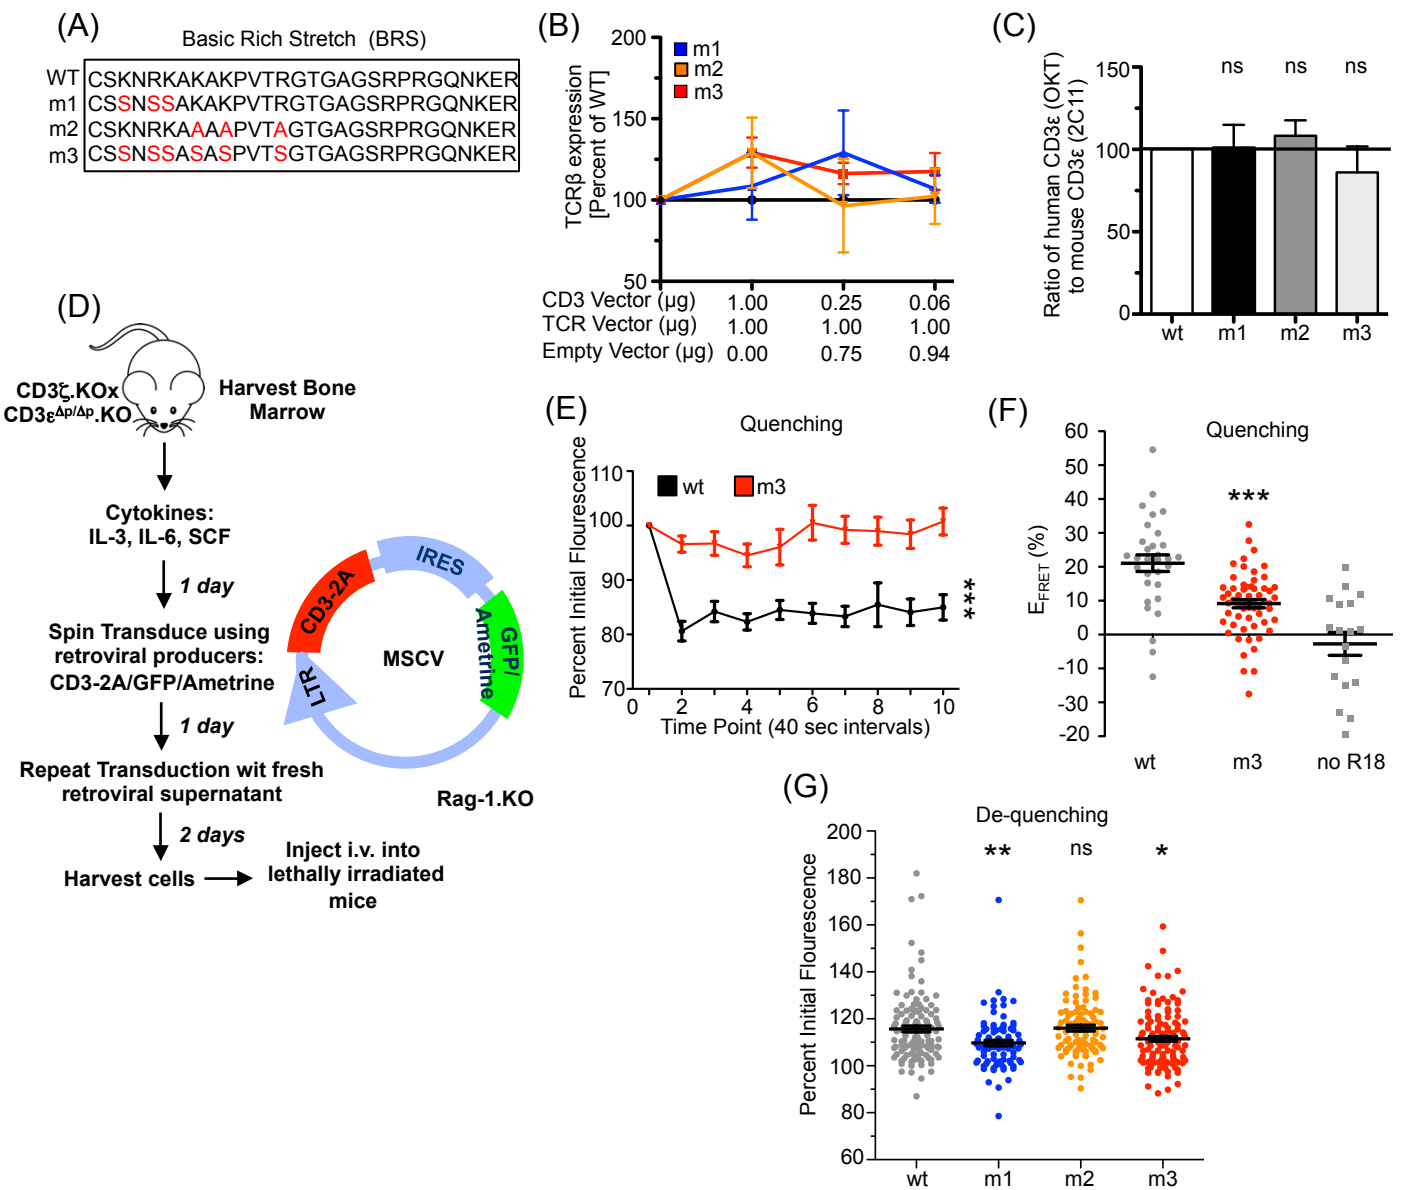 (A)
Basic Rich Stretch (BRS)
WT CSKNRKAKAKPVTRGTGAGSRPRGQNKER
m1 CSSNSSAKAKPVTRGTGAGSRPRGQNKER
m2 CSKNRKAAAAPVTAGTGAGSRPRGQNKER
m3 CSSNSSASASPVTSGTGAGSRPRGQNKER
(B)
200
150
100
50
TCRβ expression
[Percent of WT]
m1
m2
m3
CD3 Vector (µg) 1.00 0.25 0.06
TCR Vector (µg) 1.00 1.00 1.00
Empty Vector (µg) 0.00 0.75 0.94
(C)
Ratio of human CD3ε (OKT)
to mouse CD3ε (2C11)
150
100
50
0
ns ns ns
wt m1 m2 m3
(D)
CD3ζ.KOx
CD3εΔp/Δp.KO
Harvest Bone
Marrow
Cytokines:
IL-3, IL-6, SCF
1 day
Spin Transduce using
retroviral producers:
CD3-2A/GFP/Ametrine
1 day
Repeat Transduction wit fresh
retroviral supernatant
2 days
Harvest cells
Inject i.v. into
lethally irradiated
mice
Rag-1.KO
MSCV
LTR
CD3-2A
IRES
GFP/
Ametrine
(E)
Quenching
Percent Initial Flourescence
110
100
90
80
70
wt m3
***
0 2 4 6 8 10
Time Point (40 sec intervals)
(F)
Quenching
EFRET (%)
60
50
40
30
20
10
0
-10
-30
-20
***
wt m3 no R18
(G)
De-quenching
Percent Initial Flourescence
200
180
160
140
120
100
80
60
** ns *
wt m1 m2 m3